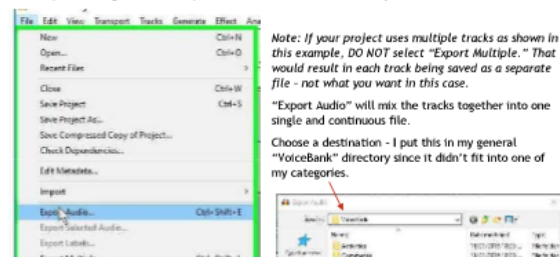 File Edit View Transport Tracks Generate Effect Ana
New Ctrl+N
Open... Ctrl+O
Recent Files >
Close Ctrl+W
Save Project Ctrl+S
Save Project As...
Save Compressed Copy of Project...
Check Dependencies...
Edit Metadata...
Import >
Export Audio... Ctrl+Shift+E
Export Selected Audio...
Export Labels...
Note: If your project uses multiple tracks as shown in
this example, DO NOT select “Export Multiple.” That
would result in each track being saved as a separate
file - not what you want in this case.
“Export Audio” will mix the tracks together into one
single and continuous file.
Choose a destination - I put this in my general
“VoiceBank” directory since it didn’t fit into one of
my categories.
Export Audio
VoiceBank
Name
Activities
Comments